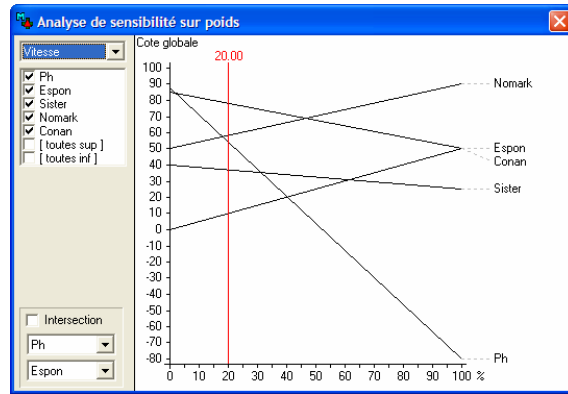 Analyse de sensibilité sur poids
Vitesse
Ph
Espon
Sister
Nomark
Conan
[ toutes sup ]
[ toutes inf ]
Intersection
Ph
Espon
Cote globale
20.00
100
90
80
70
60
50
40
30
20
10
0
-10
-20
-30
-40
-50
-60
-70
-80
0 10 20 30 40 50 60 70 80 90 100 %
Nomark
Espon
Conan
Sister
Ph